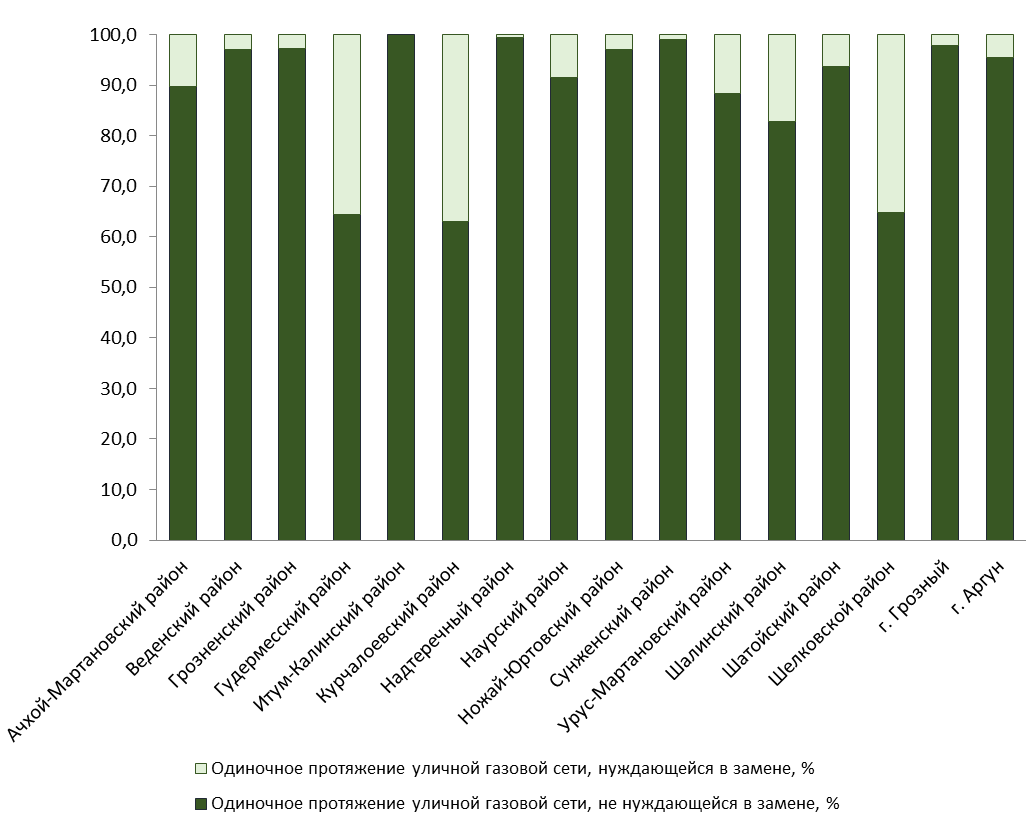 100,0
90,0
80,0
70,0
60,0
50,0
40,0
30,0
20,0
10,0
0,0
Ачхой-Мартановский район
Веденский район
Грозненский район
Гудермесский район
Итум-Калинский район
Курчалоевский район
Надтеречный район
Наурский район
Ножай-Юртовский район
Сунженский район
Урус-Мартановский район
Шалинский район
Шатойский район
Шелковской район
г. Грозный
г. Аргун
Одиночное протяжение уличной газовой сети, нуждающейся в замене, %
Одиночное протяжение уличной газовой сети, не нуждающейся в замене, %